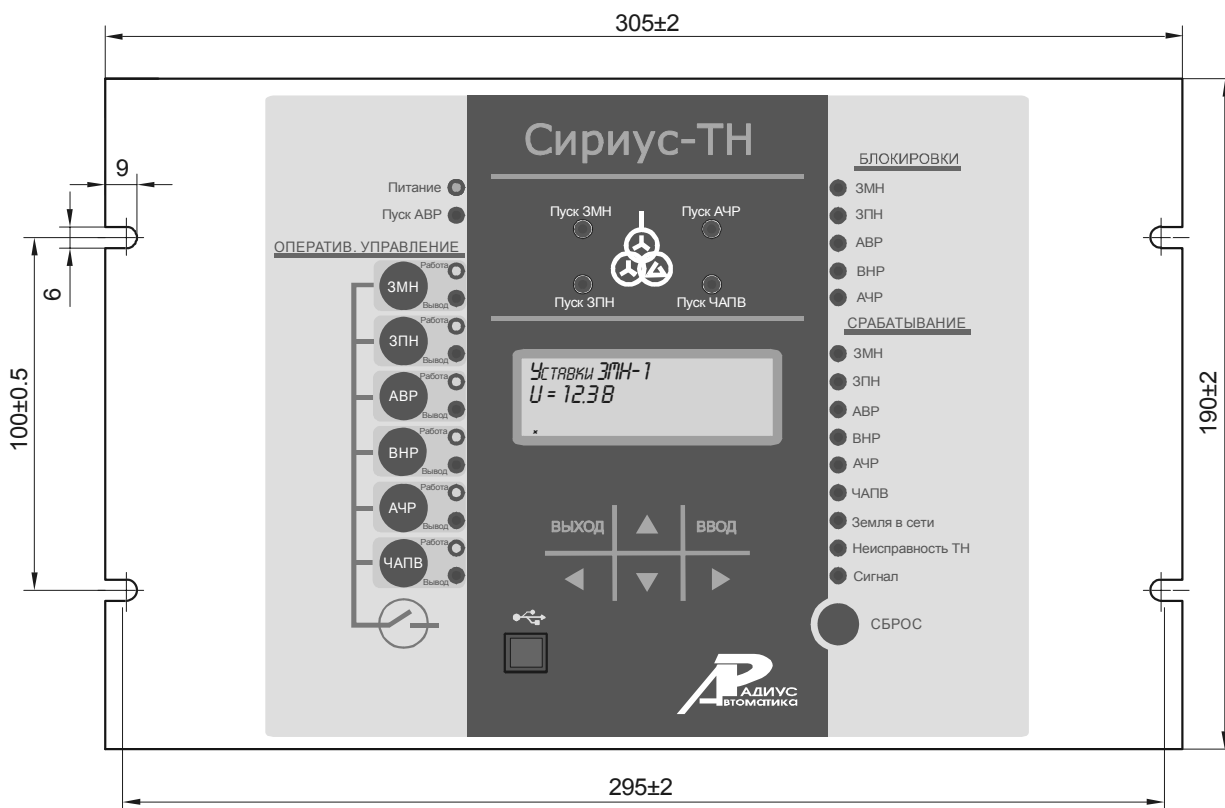 305±2
Сириус-ТН
БЛОКИРОВКИ
9
Питание
Пуск АВР
Пуск ЗМН
Пуск АЧР
Пуск ЗПН
Пуск ЧАПВ
ЗМН
ЗПН
АВР
ВНР
АЧР
ОПЕРАТИВ. УПРАВЛЕНИЕ
ЗМН
Работа
Вывод
ЗПН
Работа
Вывод
АВР
Работа
Вывод
ВНР
Работа
Вывод
АЧР
Работа
Вывод
ЧАПВ
Работа
Вывод
6
100±0.5
190±2
СРАБАТЫВАНИЕ
ЗМН
ЗПН
АВР
ВНР
АЧР
ЧАПВ
Земля в сети
Неисправность ТН
Сигнал
Уставки ЗМН-1
U = 12.3 В
ВЫХОД
ВВОД
СБРОС
РАДИУС
Автоматика
295±2